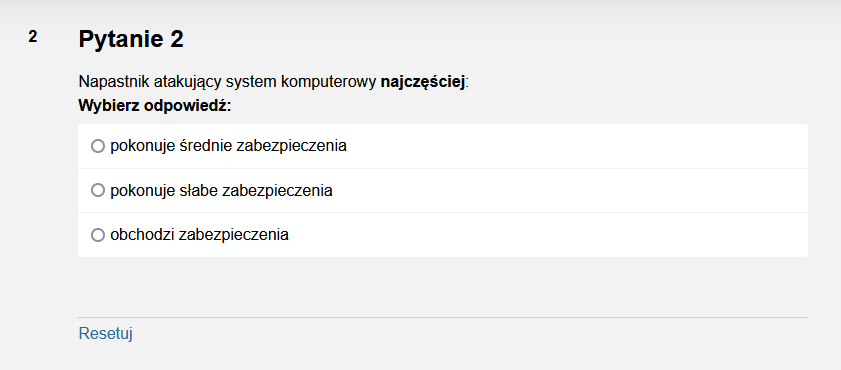 2
Pytanie 2
Napastnik atakujący system komputerowy najczęściej:
Wybierz odpowiedź:
pokonuje średnie zabezpieczenia
pokonuje słabe zabezpieczenia
obchodzi zabezpieczenia
Resetuj